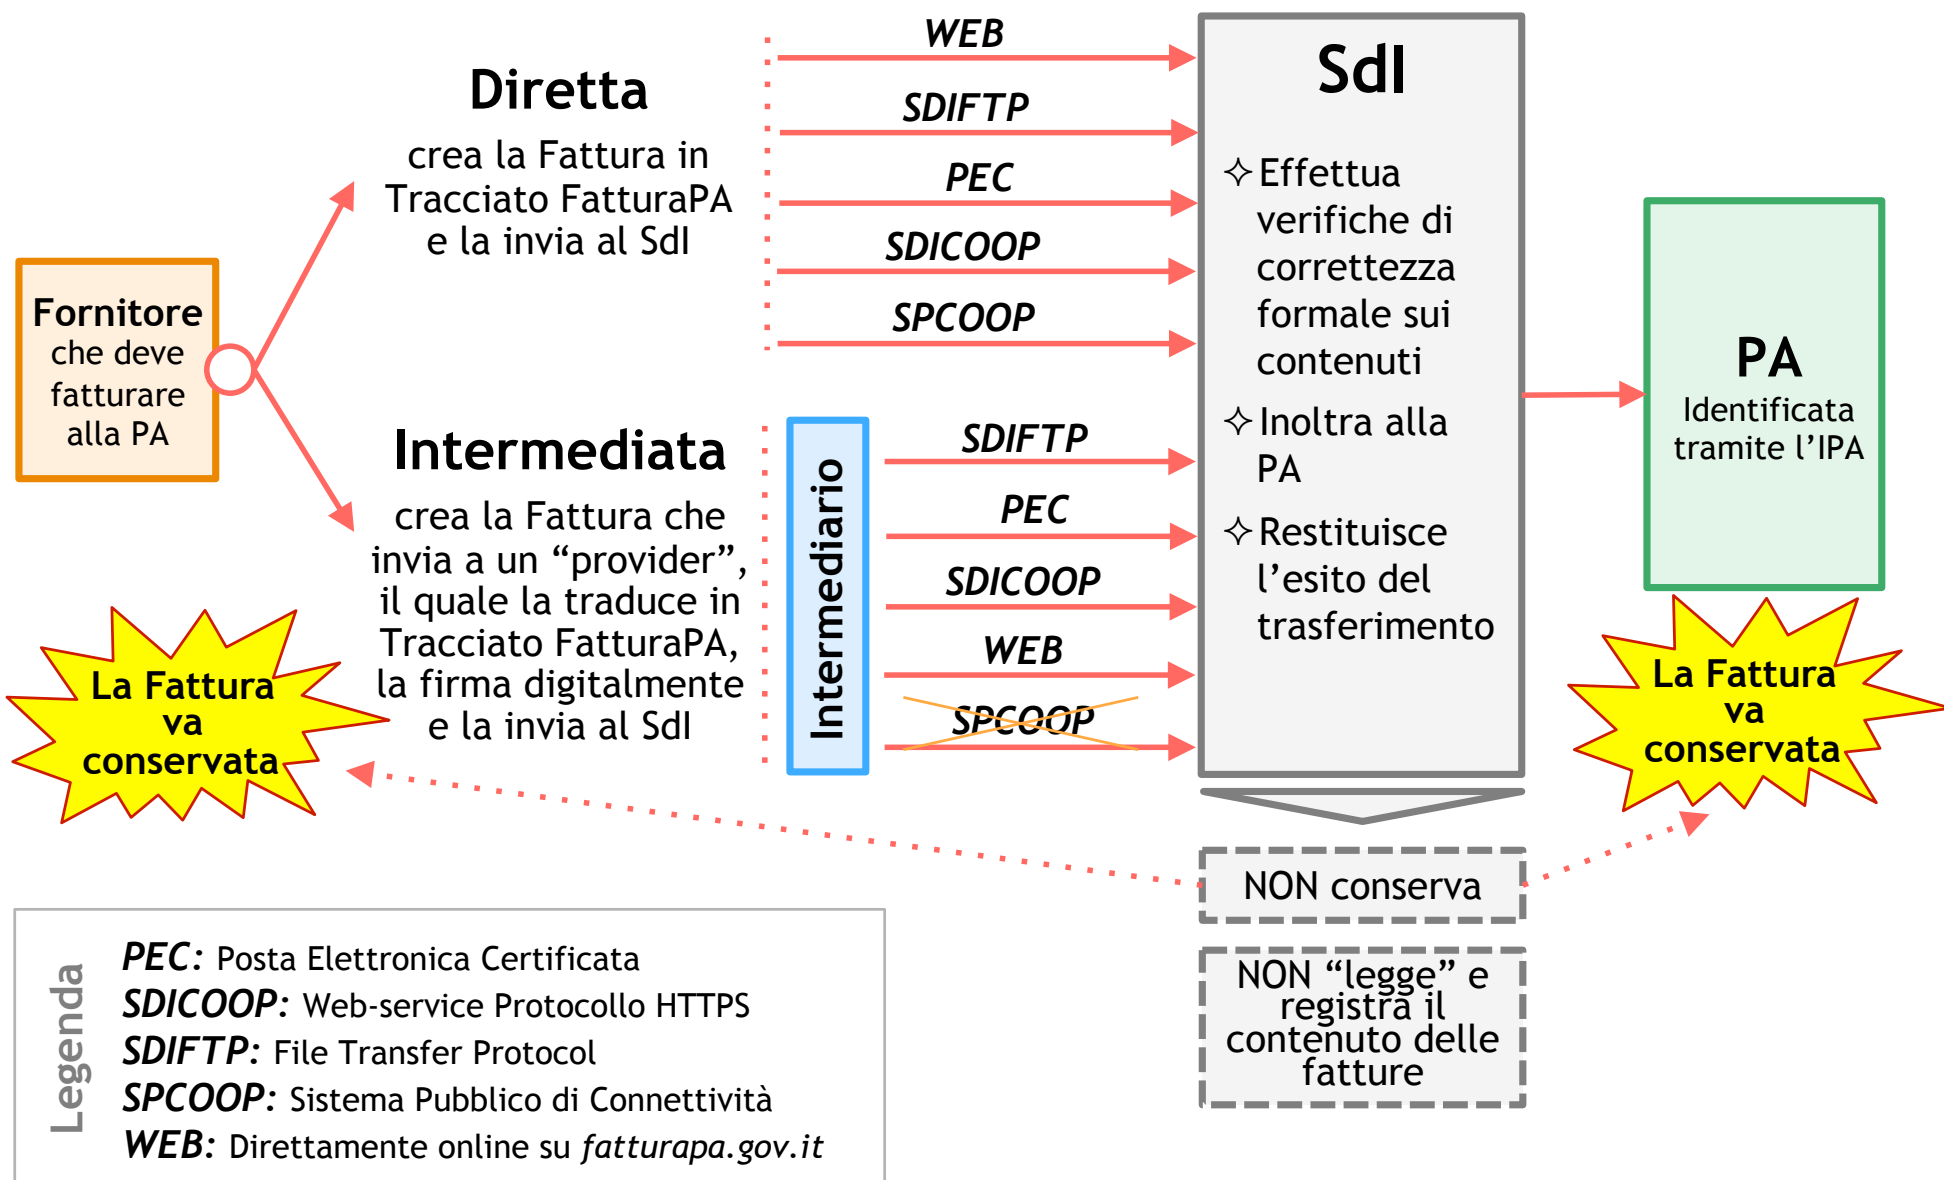 Fornitore
che deve
fatturare
alla PA
Diretta
crea la Fattura in
Tracciato FatturaPA
e la invia al SdI
WEB
SDIFTP
PEC
SDICOOP
SPCOOP
Intermediata
crea la Fattura che
invia a un “provider”,
il quale la traduce in
Tracciato FatturaPA,
la firma digitalmente
e la invia al SdI
Intermediario
SDIFTP
PEC
SDICOOP
WEB
SPCOOP
SdI
✧Effettua
verifiche di
correttezza
formale sui
contenuti
✧Inoltra alla
PA
✧Restituisce
l’esito del
trasferimento
PA
Identificata
tramite l’IPA
La Fattura
va
conservata
La Fattura
va
conservata
NON conserva
NON “legge” e
registra il
contenuto delle
fatture
Legenda
PEC: Posta Elettronica Certificata
SDICOOP: Web-service Protocollo HTTPS
SDIFTP: File Transfer Protocol
SPCOOP: Sistema Pubblico di Connettività
WEB: Direttamente online su fatturapa.gov.it